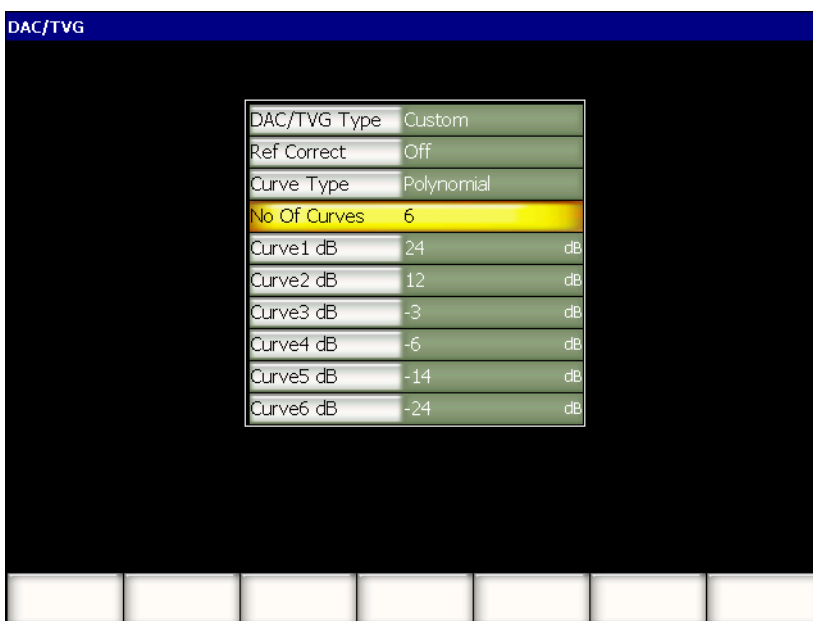 DAC/TVG
DAC/TVG Type Custom
Ref Correct Off
Curve Type Polynomial
No Of Curves 6
Curve1 dB 24 dB
Curve2 dB 12 dB
Curve3 dB -3 dB
Curve4 dB -6 dB
Curve5 dB -14 dB
Curve6 dB -24 dB